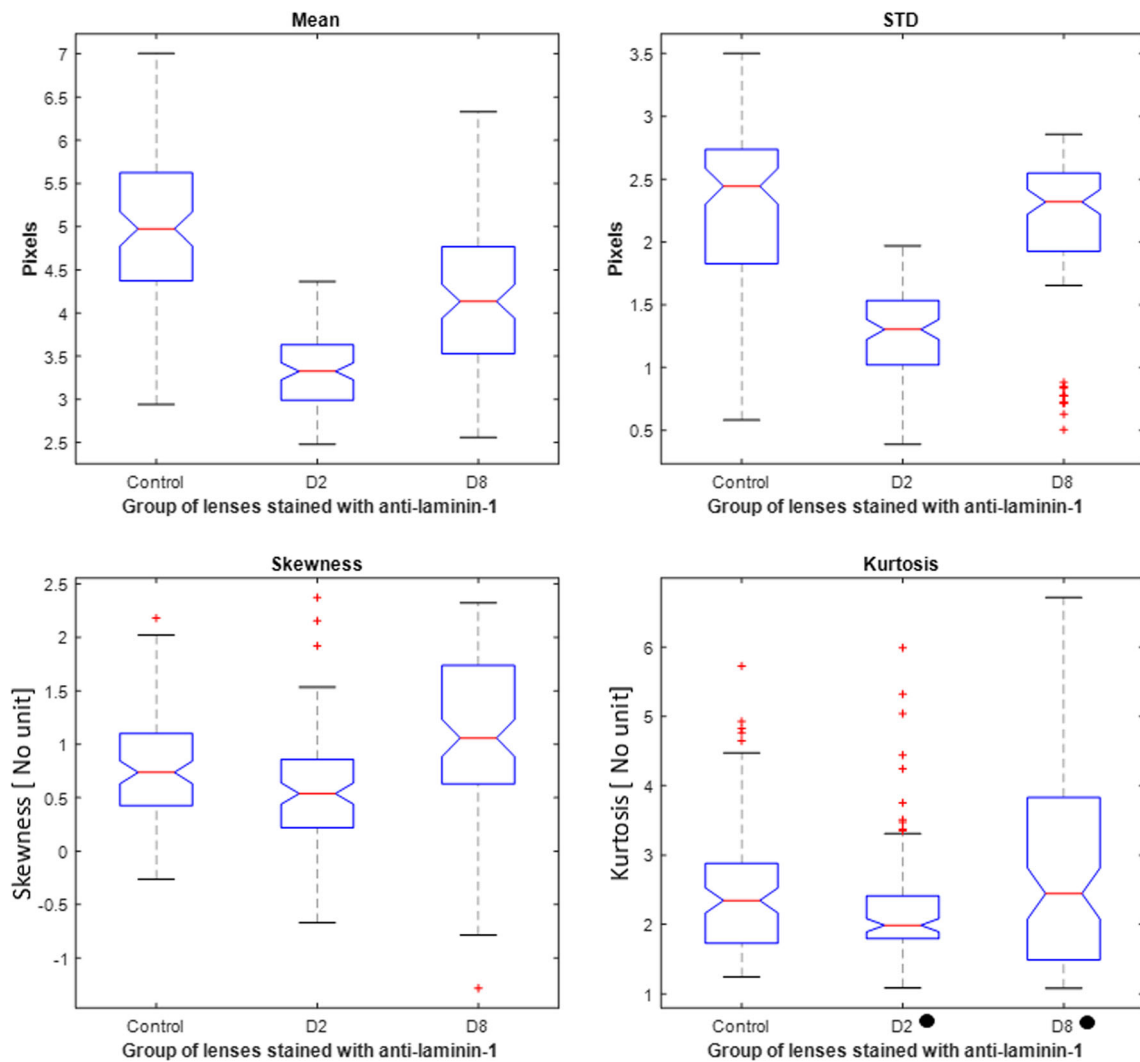 Mean
7
6.5
6
5.5
5
4.5
4
3.5
3
2.5
Pixels
Control D2 D8
Group of lenses stained with anti-laminin-1
STD
3.5
3
2.5
2
1.5
1
0.5
Pixels
Control D2 D8
Group of lenses stained with anti-laminin-1
Skewness
2.5
2
1.5
1
0.5
0
-0.5
-1
Skewness [ No unit]
Control D2 D8
Group of lenses stained with anti-laminin-1
Kurtosis
6
5
4
3
2
1
Kurtosis [ No unit]
Control D2 ● D8 ●
Group of lenses stained with anti-laminin-1